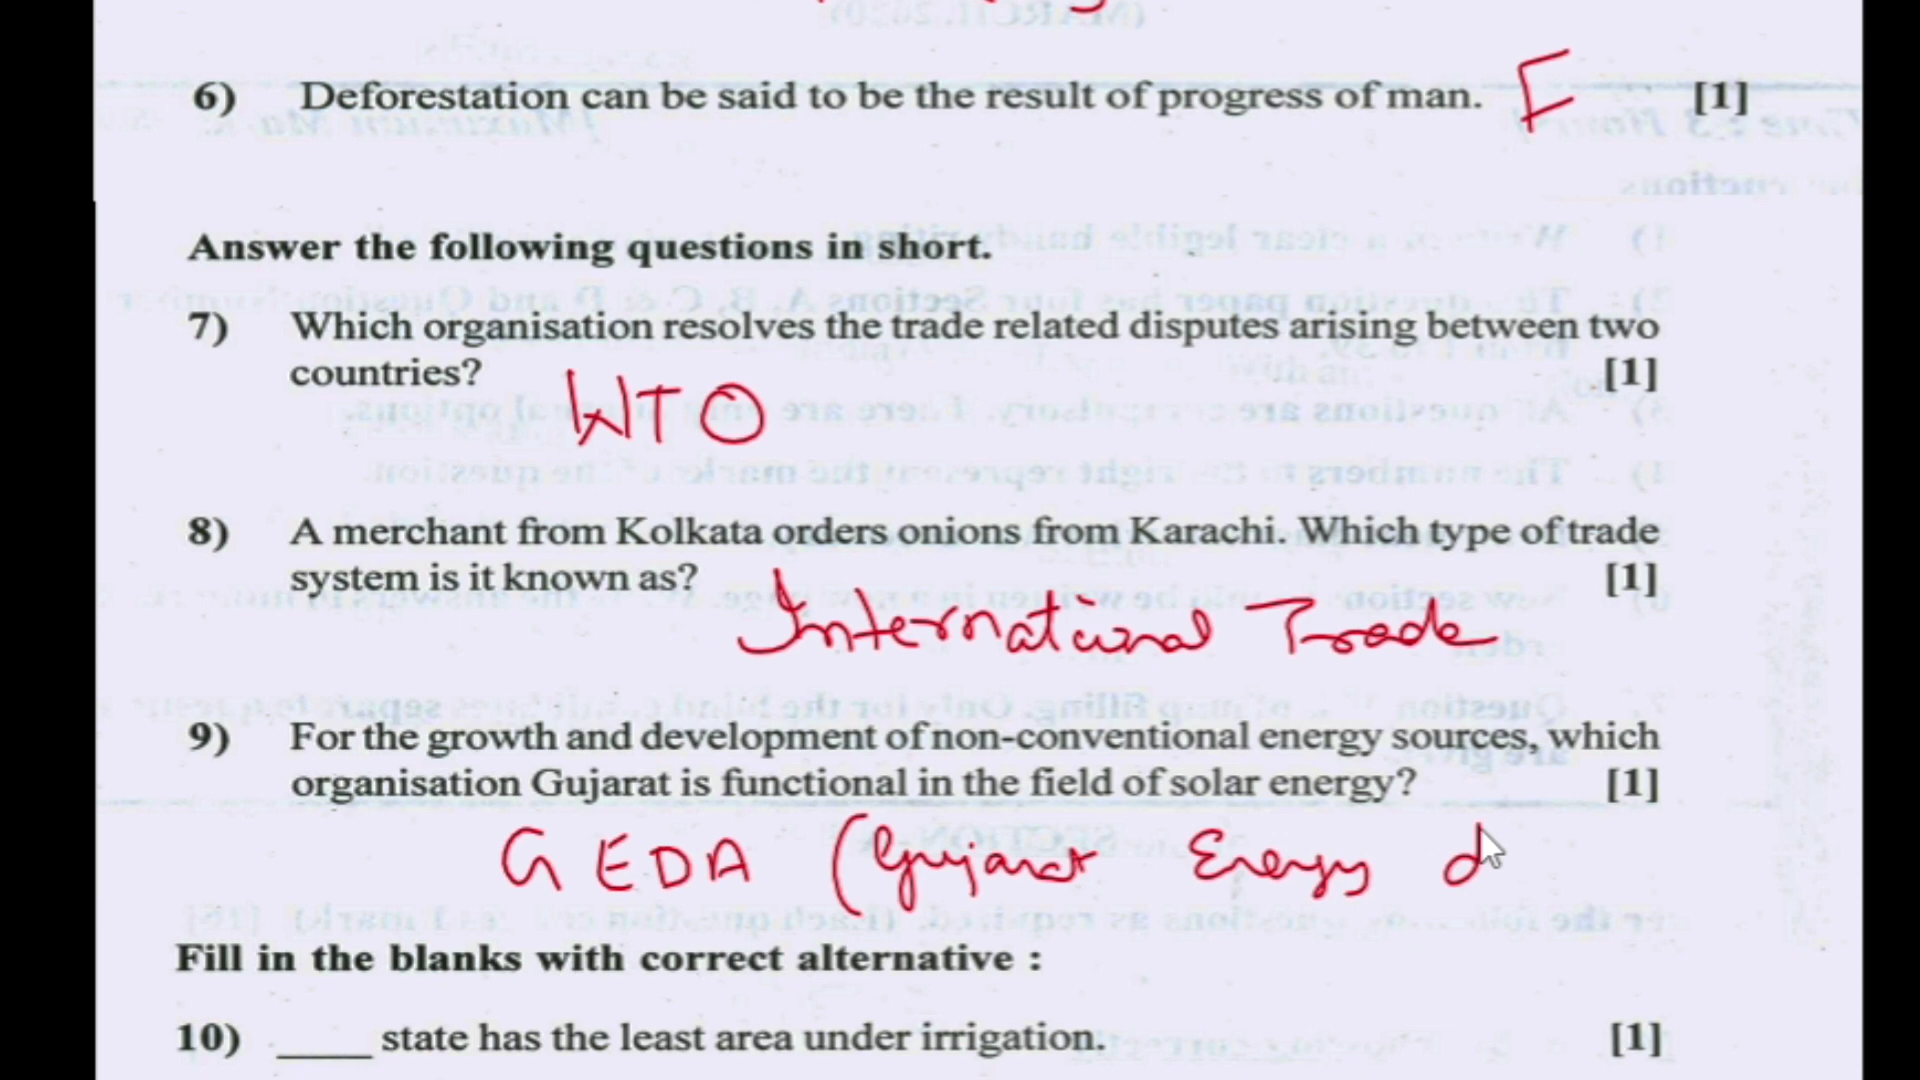 6) Deforestation can be said to be the result of progress of man. F [1]
Answer the following questions in short.
7) Which organisation resolves the trade related disputes arising between two
countries? [1]
WTO
8) A merchant from Kolkata orders onions from Karachi. Which type of trade
system is it known as? [1]
International Trade
9) For the growth and development of non-conventional energy sources, which
organisation Gujarat is functional in the field of solar energy? [1]
GEDA (Gujarat Energy d
Fill in the blanks with correct alternative :
10) ____ state has the least area under irrigation. [1]